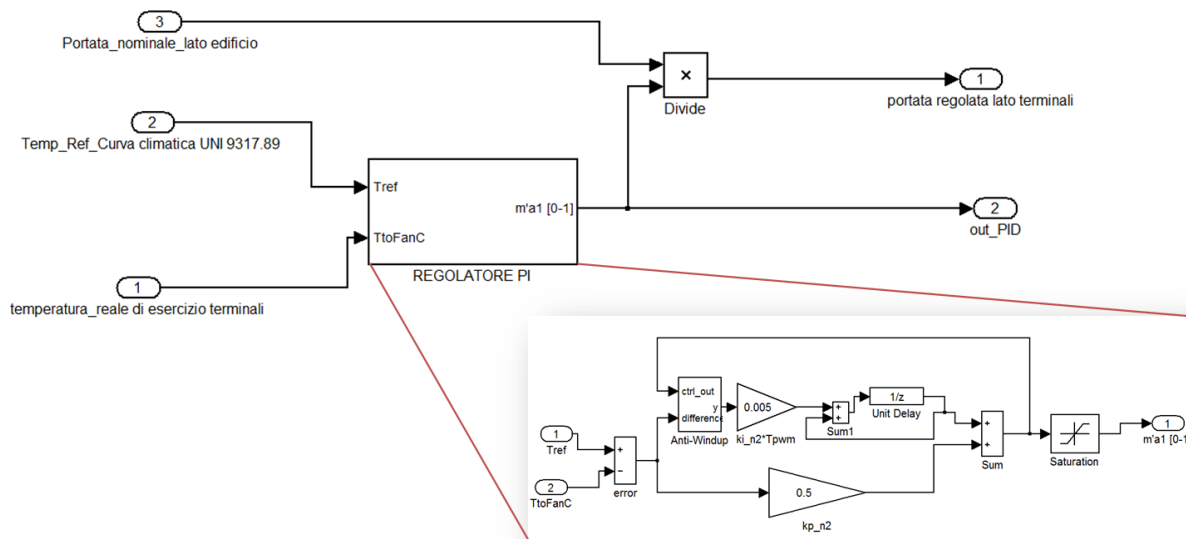 3
Portata_nominale_lato edificio
×
Divide
1
portata regolata lato terminali
2
Temp_Ref_Curva climatica UNI 9317.89
Tref
m'a1 [0-1]
TtoFanC
REGOLATORE PI
2
out_PID
1
temperatura_reale di esercizio terminali
ctrl_out
y
difference
Anti-Windup
0.005
ki_n2*Tpwm
+
+
Sum1
1/z
Unit Delay
+
+
Sum
Saturation
1
m'a1 [0-1
1
Tref
2
TtoFanC
+
−
error
0.5
kp_n2